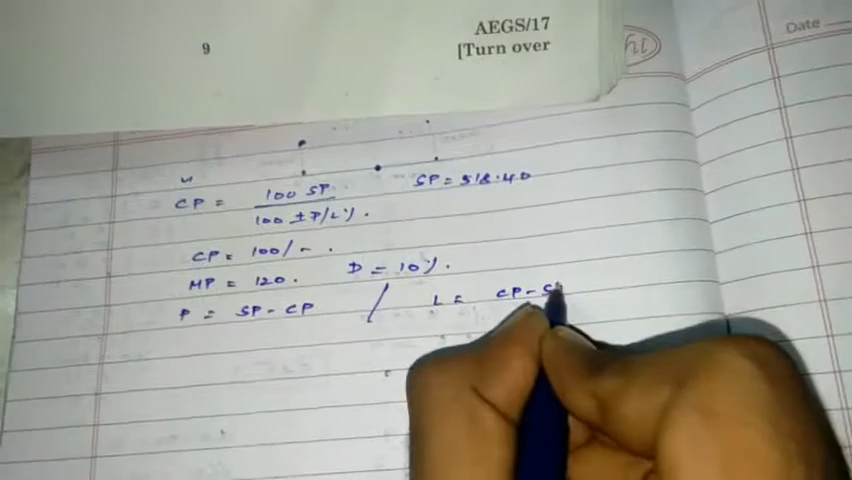 AEGS/17
9
[Turn over
Date
CP = 100 SP / 100 ± P/L% .
SP = 518.40
CP = 100/- .
MP = 120 . D = 10% .
P = SP - CP / L = CP - S